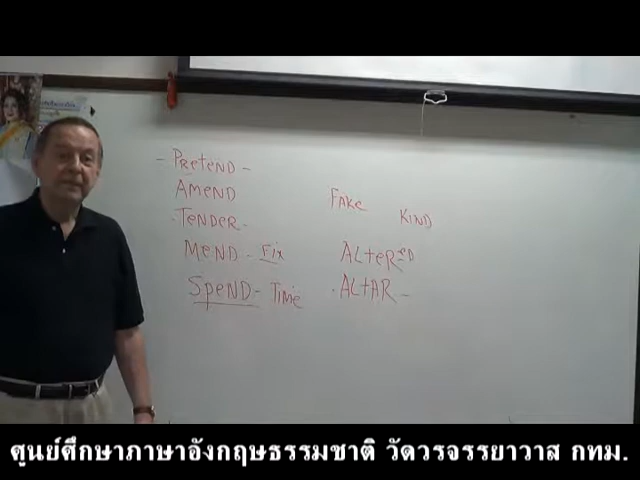 - PReteND -
AMeND
FAKe
- TeNDeR -
KIND
MeND - Fix
ALteReD
SpeND - Time
- ALtAR -
ศูนย์ศึกษาภาษาอังกฤษธรรมชาติ วัดวรจรรยาวาส กทม.